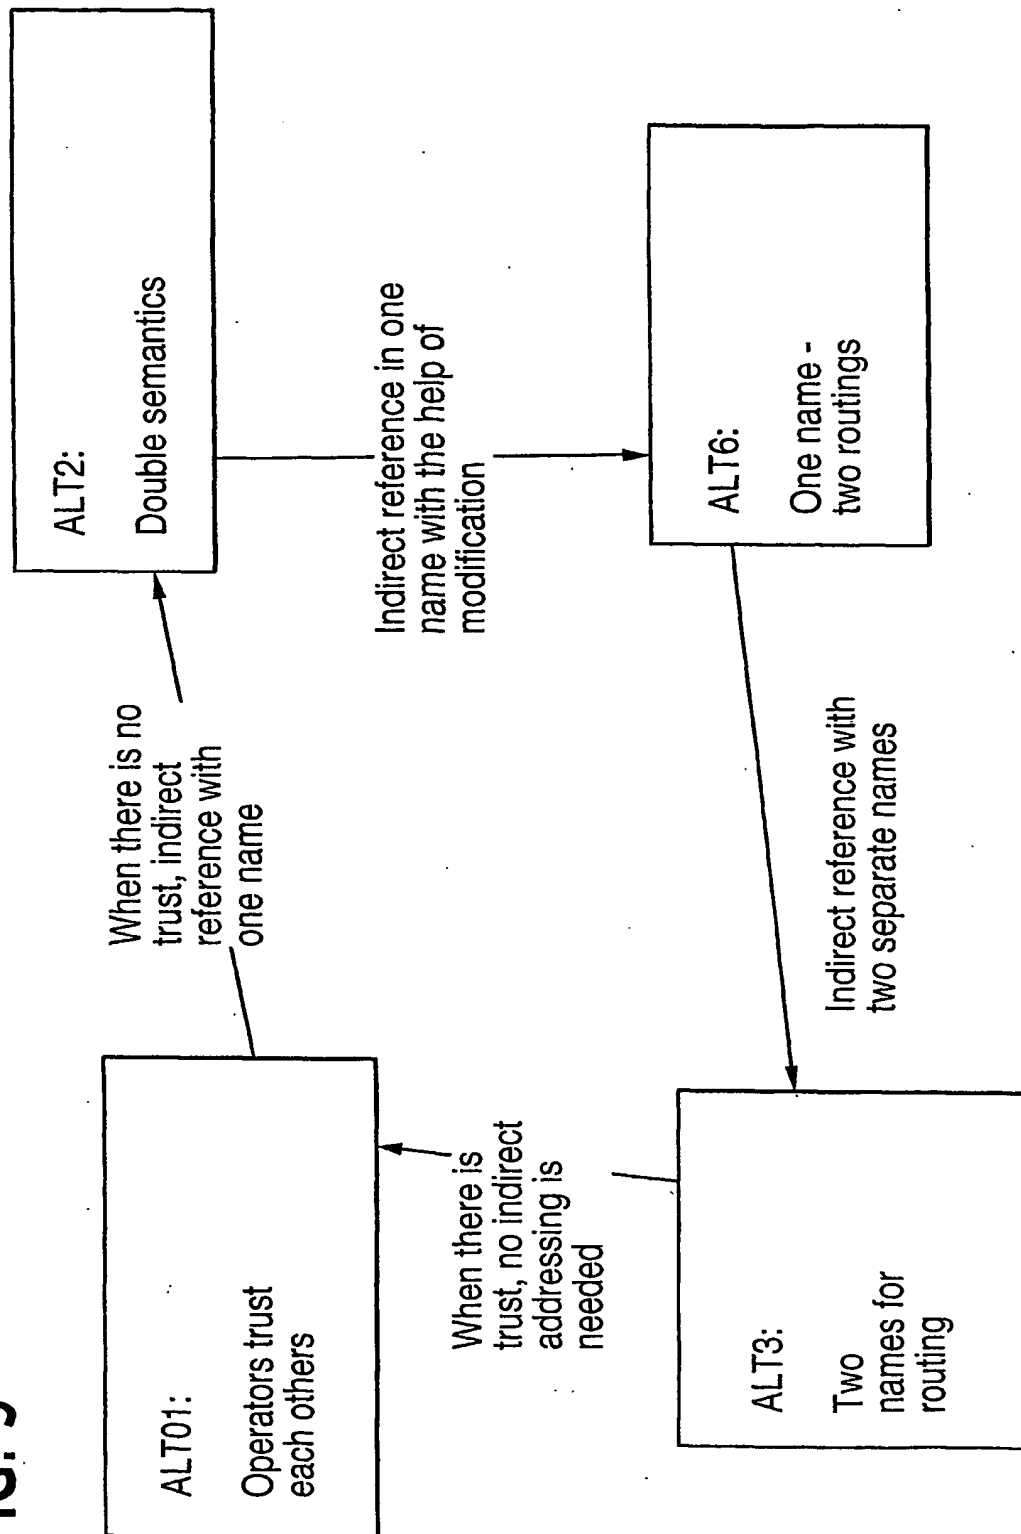 ALT01:
Operators trust
each others
When there is no
trust, indirect
reference with
one name
ALT2:
Double semantics
When there is
trust, no indirect
addressing is
needed
Indirect reference in one
name with the help of
modification
ALT3:
Two
names for
routing
Indirect reference with
two separate names
ALT6:
One name -
two routings